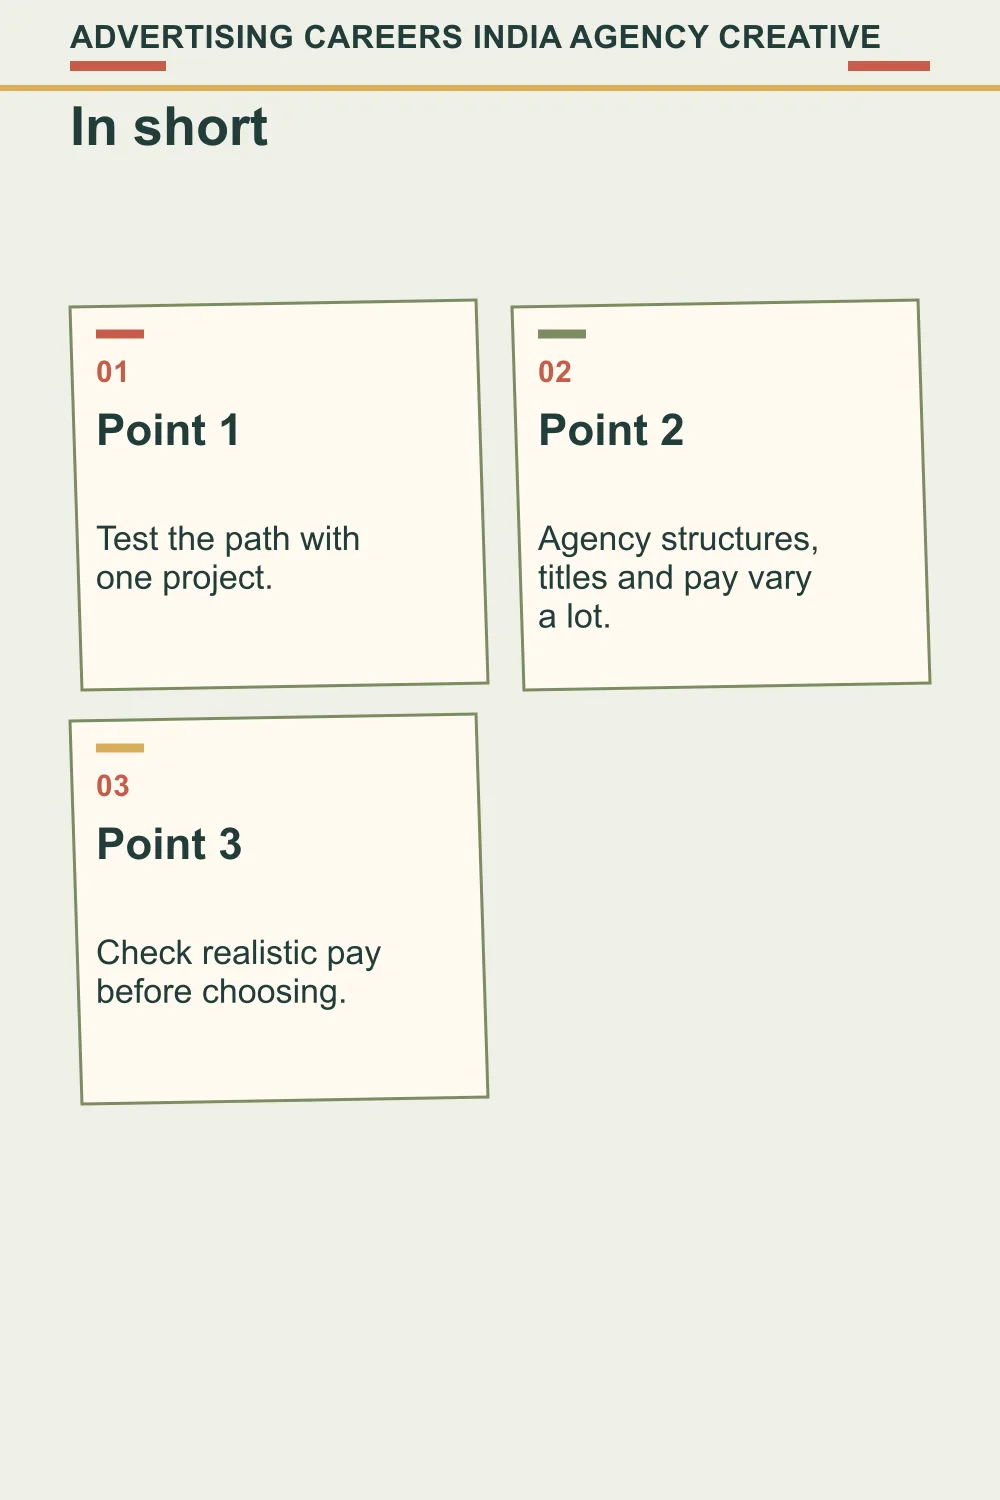 ADVERTISING CAREERS INDIA AGENCY CREATIVE
In short
01
Point 1
Test the path with
one project.
02
Point 2
Agency structures,
titles and pay vary
a lot.
03
Point 3
Check realistic pay
before choosing.